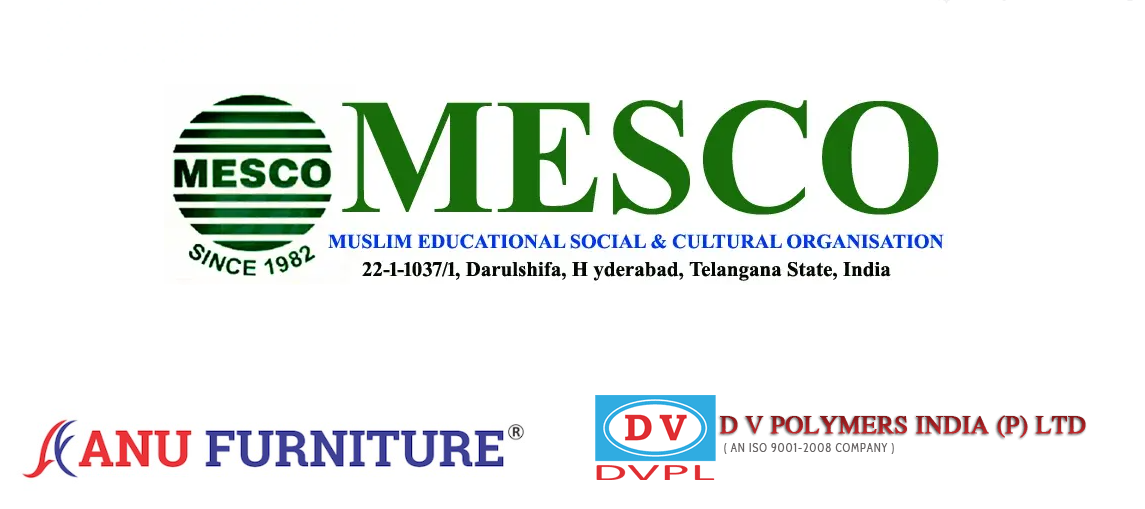 MESCO
MESCO
SINCE 1982
MUSLIM EDUCATIONAL SOCIAL & CULTURAL ORGANISATION
22-1-1037/1, Darulshifa, H yderabad, Telangana State, India
ANU FURNITURE®
D V
D V POLYMERS INDIA (P) LTD
( AN ISO 9001-2008 COMPANY )
DVPL